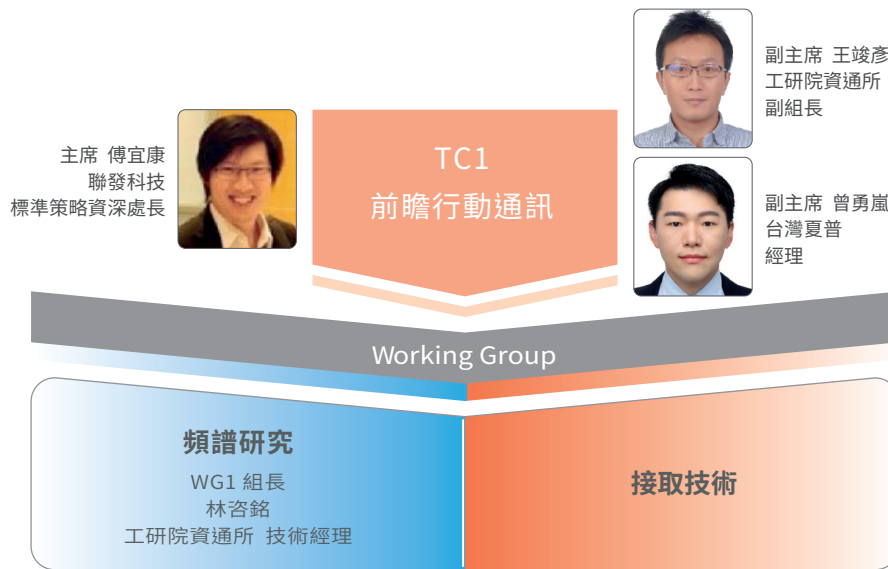 主席 傅宜康
聯發科技
標準策略資深處長
TC1
前瞻行動通訊
副主席 王竣彥
工研院資通所
副組長
副主席 曾勇嵐
台灣夏普
經理
Working Group
頻譜研究
WG1 組長
林咨銘
工研院資通所 技術經理
接取技術